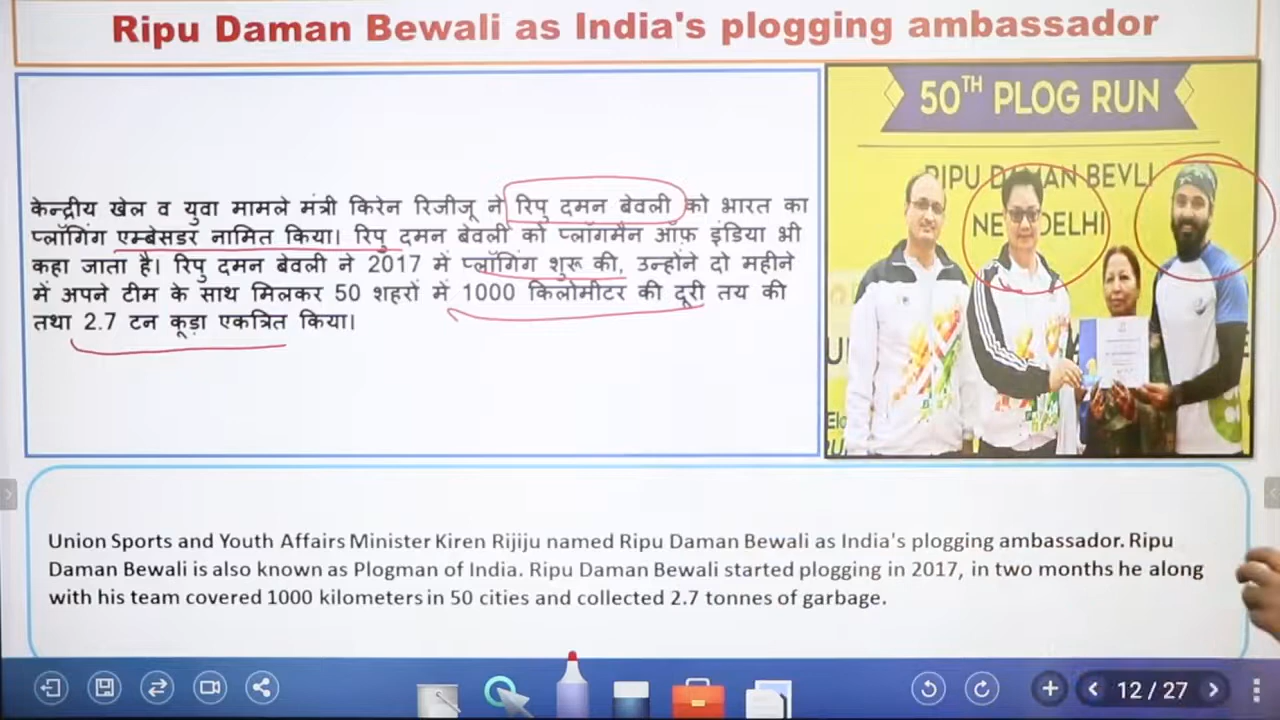 Ripu Daman Bewali as India's plogging ambassador
केन्द्रीय खेल व युवा मामले मंत्री किरेन रिजीजू ने रिपु दमन बेवली को भारत का
प्लॉगिंग एम्बेसडर नामित किया। रिपु दमन बेवली को प्लॉगमैन ऑफ़ इंडिया भी
कहा जाता है। रिपु दमन बेवली ने 2017 में प्लॉगिंग शुरू की, उन्होंने दो महीने
में अपने टीम के साथ मिलकर 50 शहरों में 1000 किलोमीटर की दूरी तय की
तथा 2.7 टन कूड़ा एकत्रित किया।
50TH PLOG RUN
RIPU DAMAN BEVLI
NE DELHI
Union Sports and Youth Affairs Minister Kiren Rijiju named Ripu Daman Bewali as India's plogging ambassador. Ripu
Daman Bewali is also known as Plogman of India. Ripu Daman Bewali started plogging in 2017, in two months he along
with his team covered 1000 kilometers in 50 cities and collected 2.7 tonnes of garbage.
12 / 27